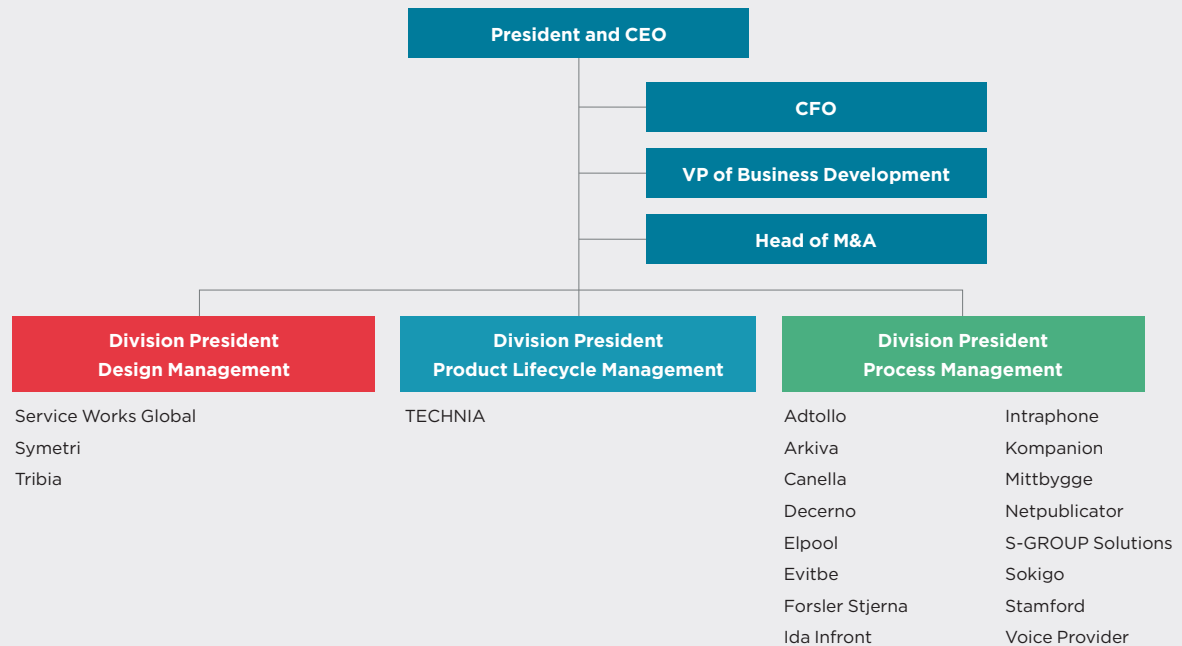 President and CEO
CFO
VP of Business Development
Head of M&A
Division President
Design Management
Service Works Global
Symetri
Tribia
Division President
Product Lifecycle Management
TECHNIA
Division President
Process Management
Adtollo
Arkiva
Canella
Decerno
Elpool
Evitbe
Forsler Stjerna
Ida Infront
Intraphone
Kompanion
Mittbygge
Netpublicator
S-GROUP Solutions
Sokigo
Stamford
Voice Provider